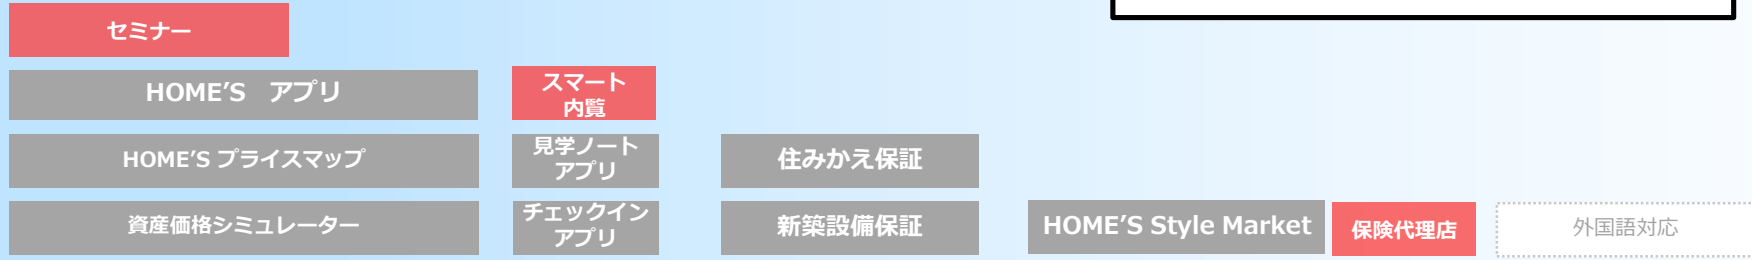 セミナー
HOME'S アプリ
スマート
内覧
HOME'S プライスマップ
見学ノート
アプリ
住みかえ保証
資産価格シミュレーター
チェックイン
アプリ
新築設備保証
HOME'S Style Market
保険代理店
外国語対応